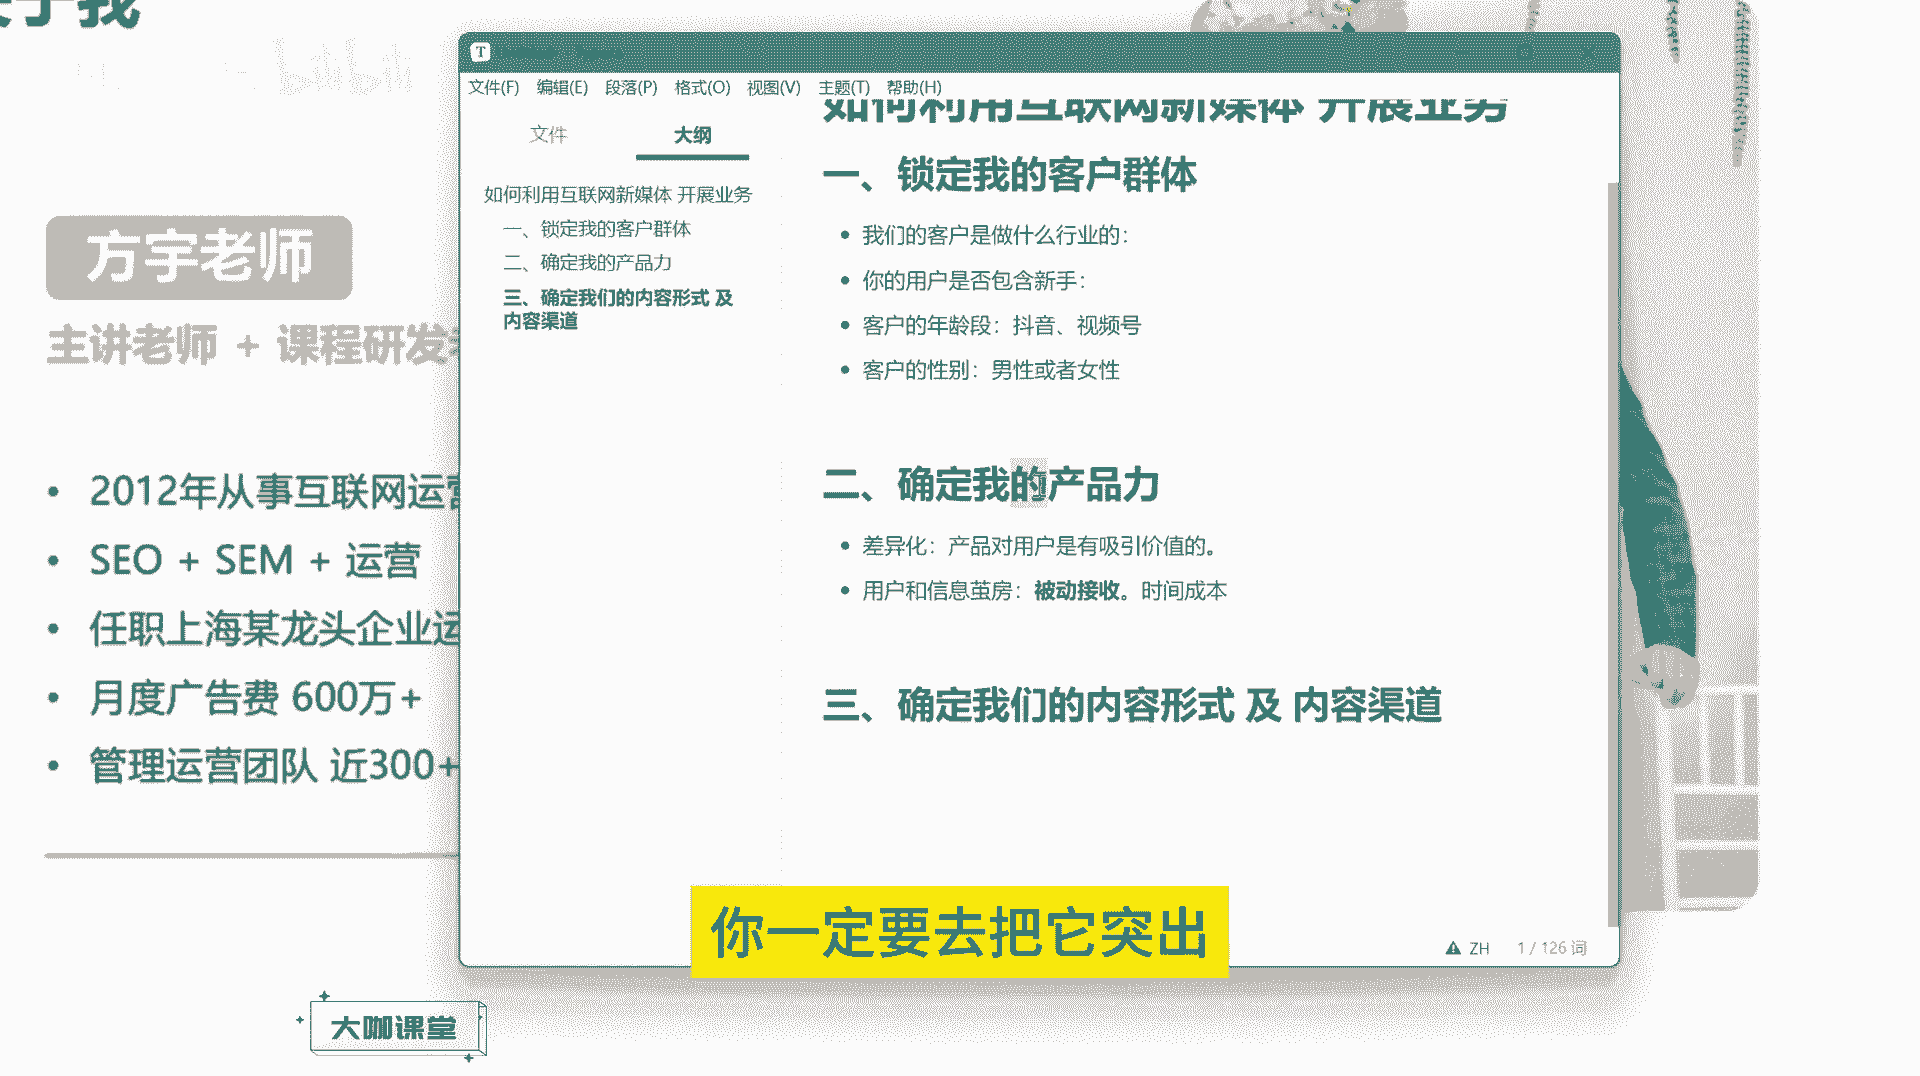 bilibili
方宇老师
主讲老师 + 课程研发
2012年从事互联网运营
SEO + SEM + 运营
任职上海某龙头企业运
月度广告费 600万+
管理运营团队 近300+
T
文件(F) 编辑(E) 段落(P) 格式(O) 视图(V) 主题(T) 帮助(H)
文件 大纲
如何利用互联网新媒体 开展业务
一、锁定我的客户群体
二、确定我的产品力
三、确定我们的内容形式 及
内容渠道
如何利用互联网新媒体 开展业务
一、锁定我的客户群体
我们的客户是做什么行业的：
你的用户是否包含新手：
客户的年龄段：抖音、视频号
客户的性别：男性或者女性
二、确定我的产品力
差异化：产品对用户是有吸引价值的。
用户和信息茧房：被动接收。时间成本
三、确定我们的内容形式 及 内容渠道
ZH 1 / 126 词
你一定要去把它突出
大咖课堂